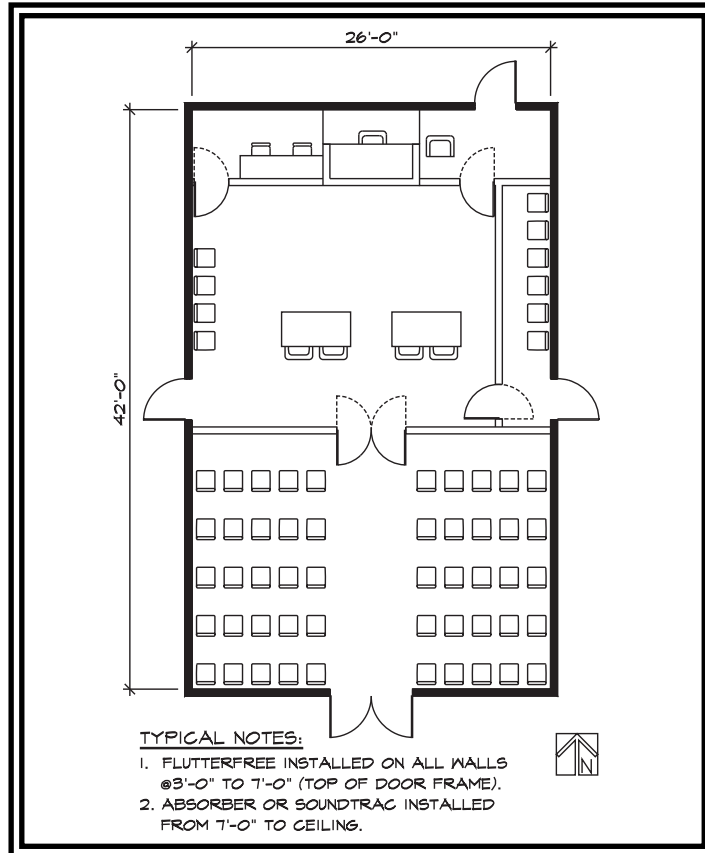 26'-0"
42'-0"
TYPICAL NOTES:
1. FLUTTERFREE INSTALLED ON ALL WALLS
@3'-0" TO 7'-0" (TOP OF DOOR FRAME).
2. ABSORBER OR SOUNDTRAC INSTALLED
FROM 7'-0" TO CEILING.
N